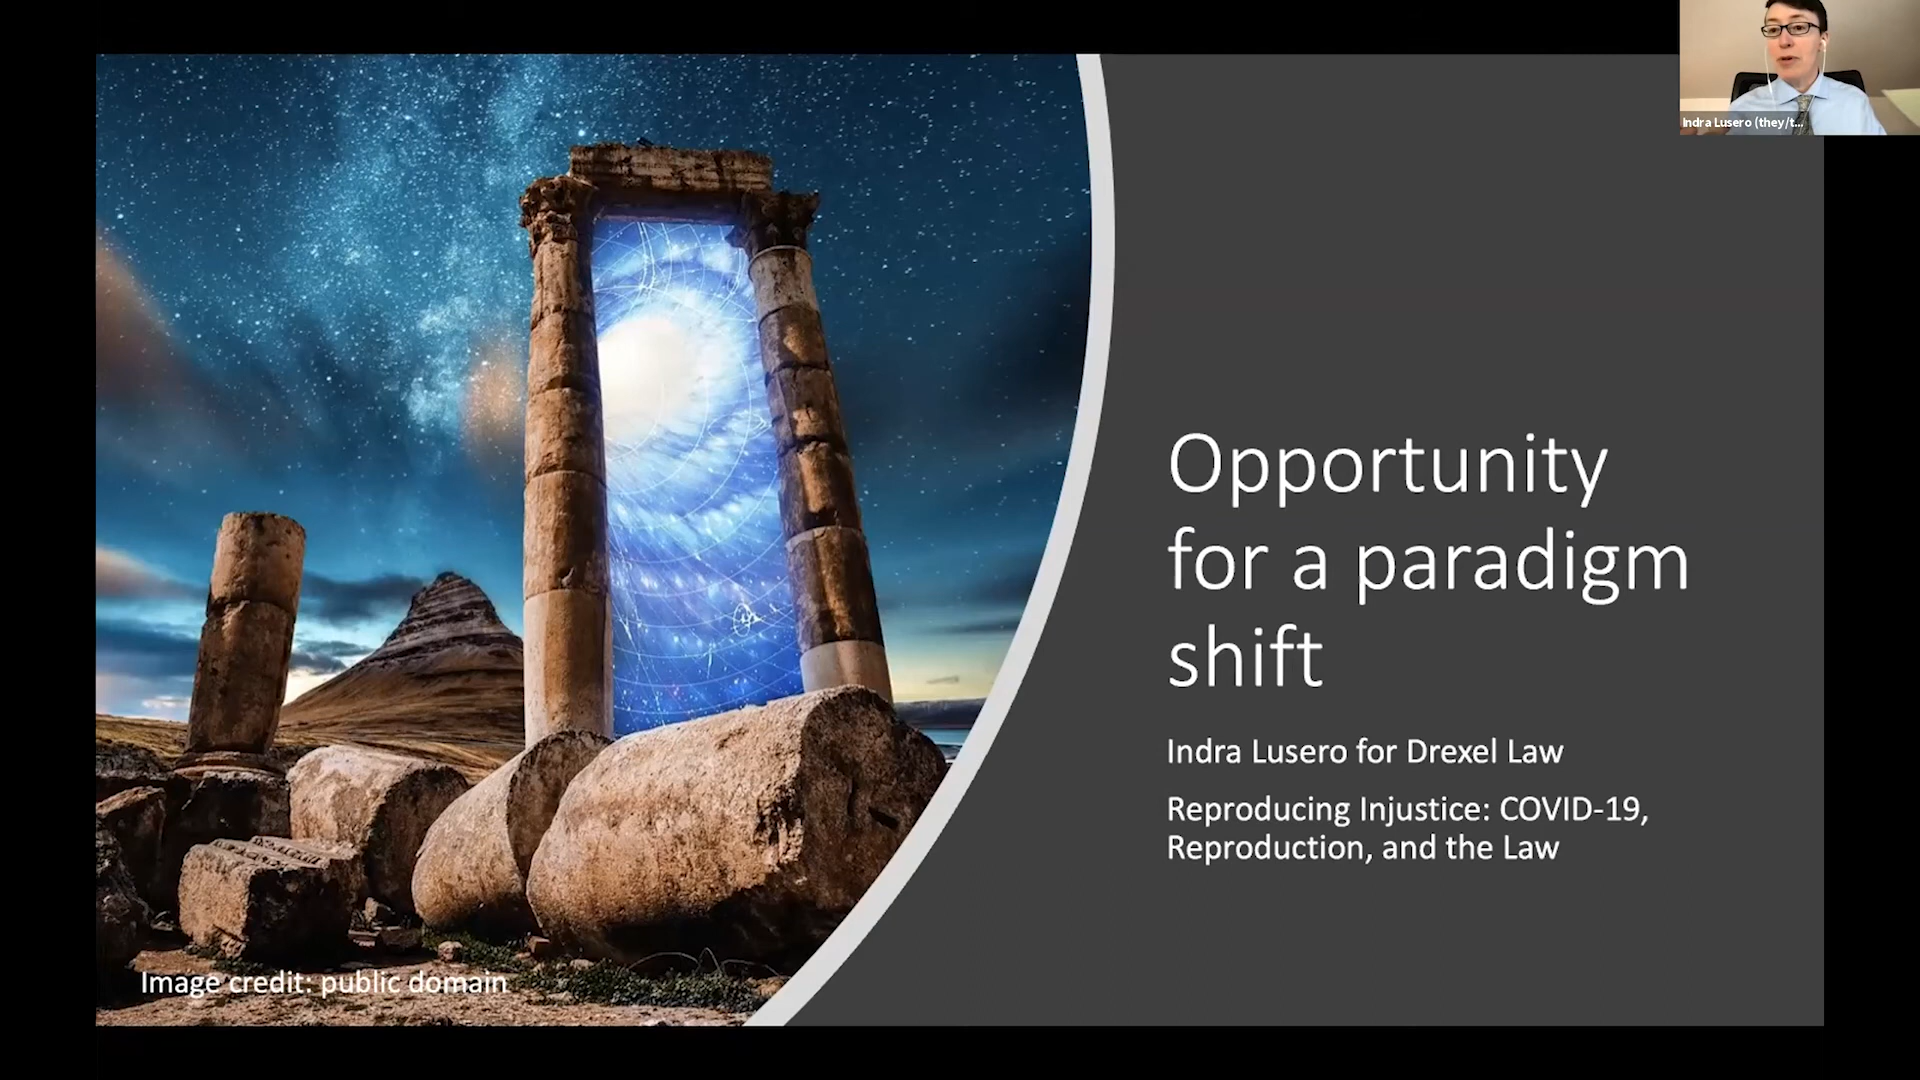 Indra Lusero (they/t...
Opportunity
for a paradigm
shift
Indra Lusero for Drexel Law
Reproducing Injustice: COVID-19,
Reproduction, and the Law
Image credit: public domain